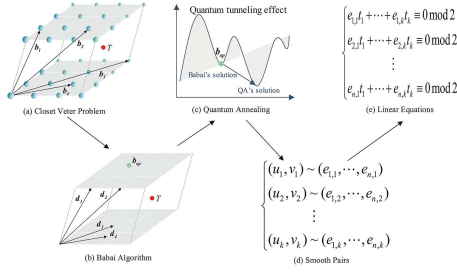 b₁
b₂
b₃
b₄
T
(a) Closet Veter Problem
Quantum tunneling effect
b_op
Babai's solution
QA's solution
(c) Quantum Annealing
e₁,₁t₁ + ··· + e₁,ₖtₖ ≡ 0 mod 2
e₂,₁t₁ + ··· + e₂,ₖtₖ ≡ 0 mod 2
⋮
eₙ,₁t₁ + ··· + eₙ,ₖtₖ ≡ 0 mod 2
(e) Linear Equations
b_op
d₁
d₂
d₃
d₄
T
(b) Babai Algorithm
(u₁, v₁) ~ (e₁,₁, ···, eₙ,₁)
(u₂, v₂) ~ (e₁,₂, ···, eₙ,₂)
⋮
(uₖ, vₖ) ~ (e₁,ₖ, ···, eₙ,ₖ)
(d) Smooth Pairs